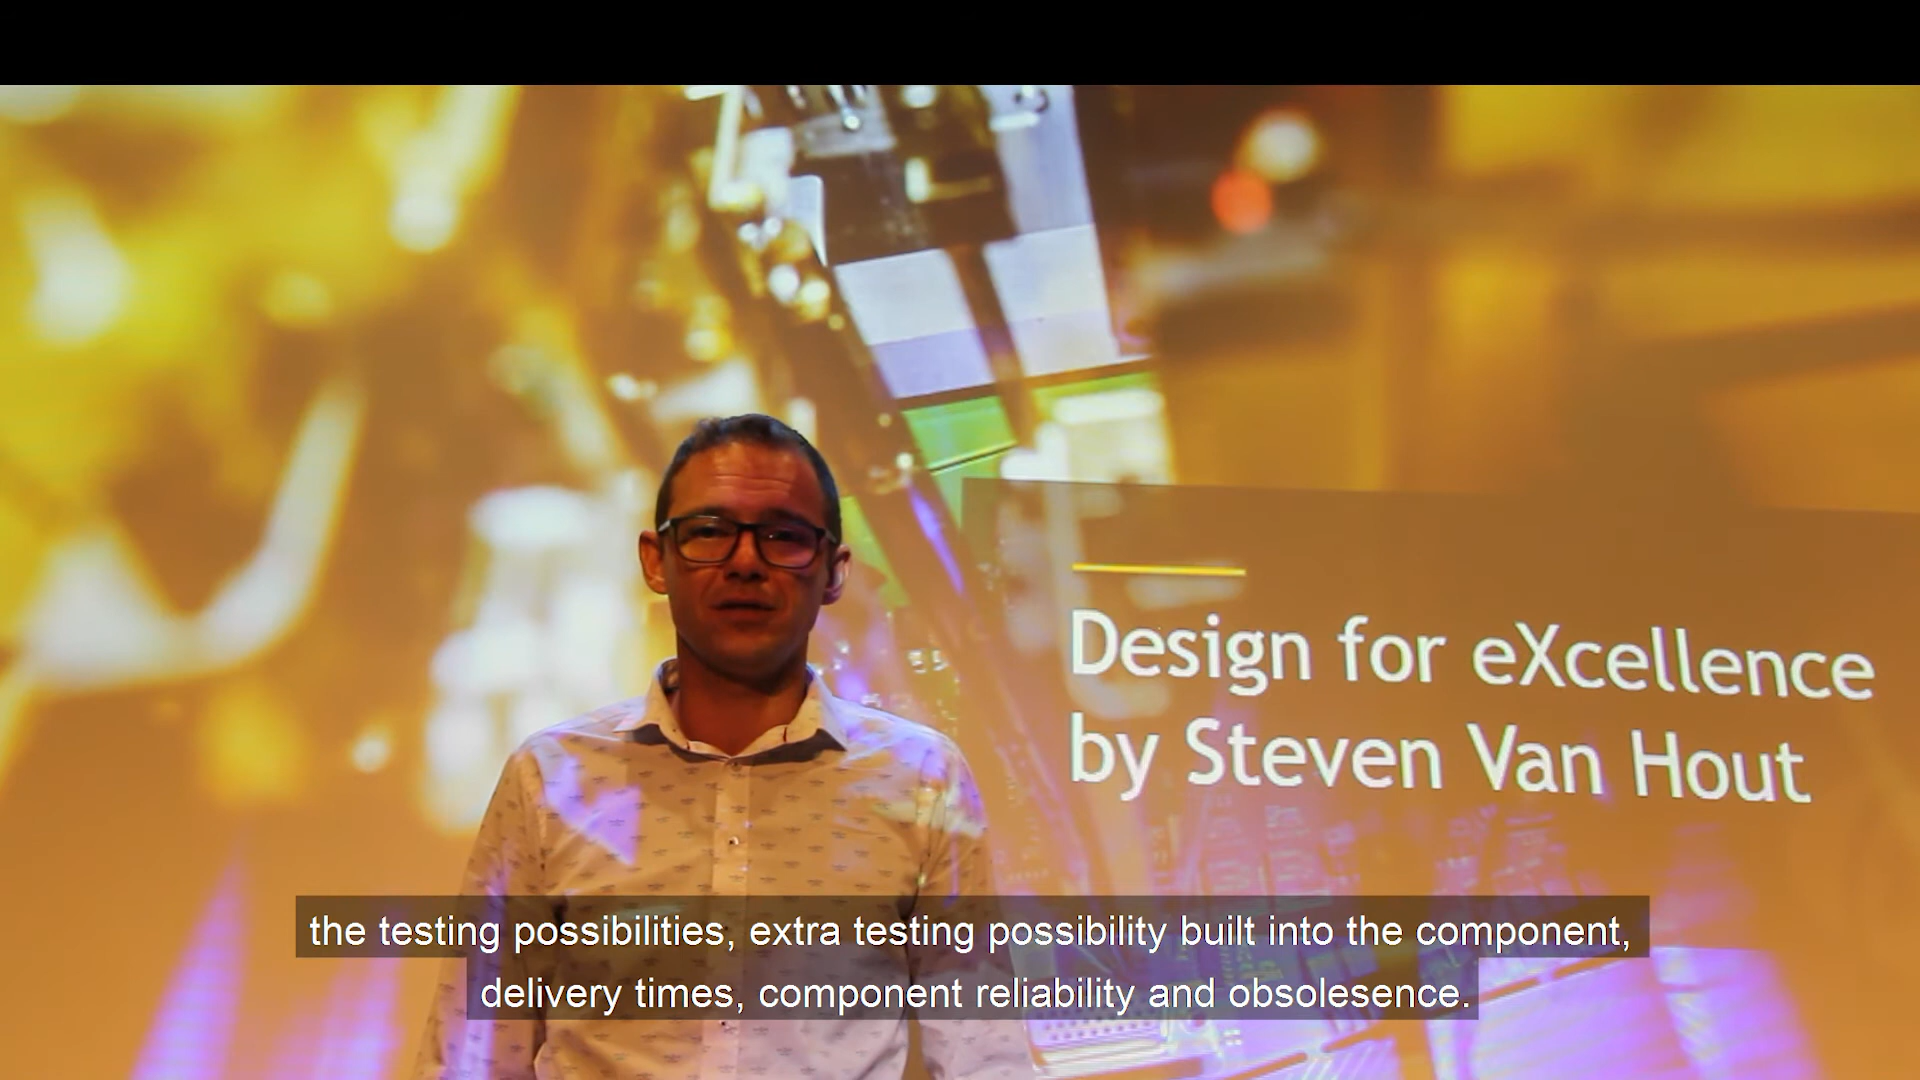 Design for eXcellence
by Steven Van Hout
the testing possibilities, extra testing possibility built into the component,
delivery times, component reliability and obsolesence.